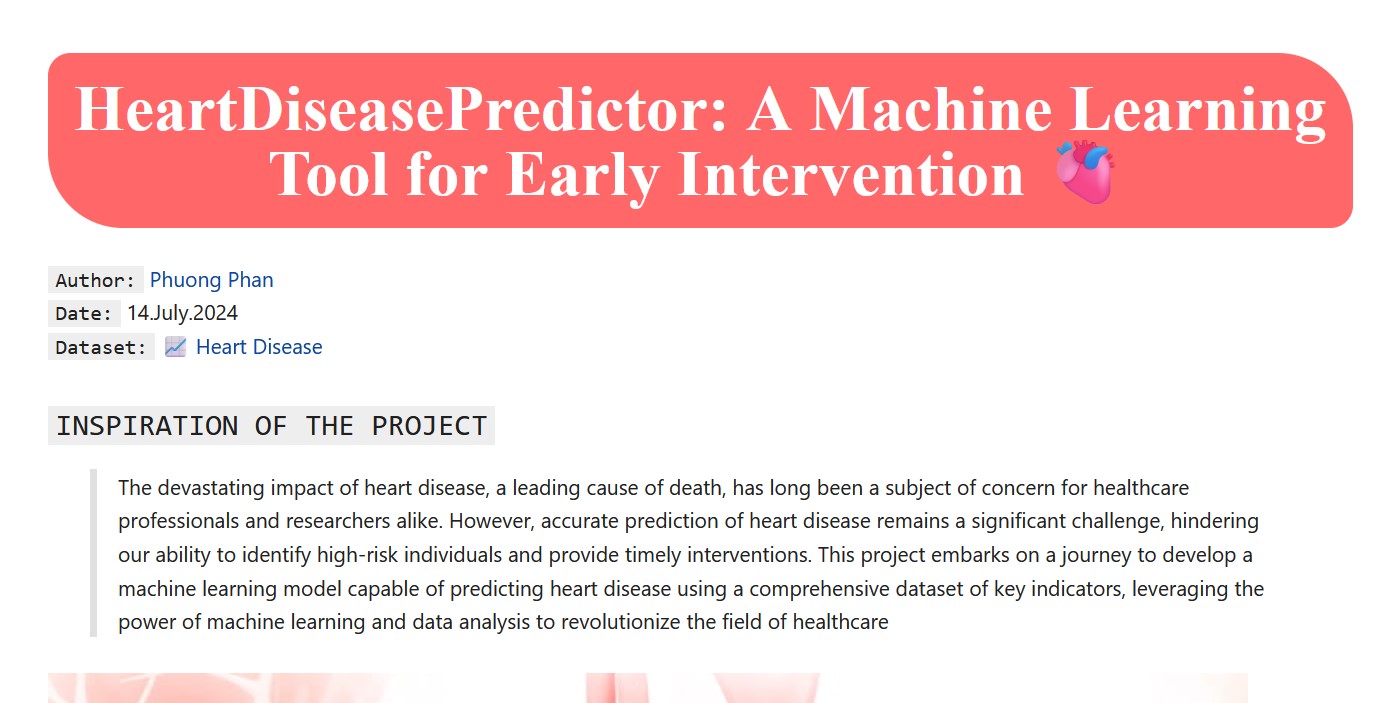 HeartDiseasePredictor: A Machine Learning
Tool for Early Intervention 🫀
Author: Phuong Phan
Date: 14.July.2024
Dataset: 📈 Heart Disease
INSPIRATION OF THE PROJECT
The devastating impact of heart disease, a leading cause of death, has long been a subject of concern for healthcare
professionals and researchers alike. However, accurate prediction of heart disease remains a significant challenge, hindering
our ability to identify high-risk individuals and provide timely interventions. This project embarks on a journey to develop a
machine learning model capable of predicting heart disease using a comprehensive dataset of key indicators, leveraging the
power of machine learning and data analysis to revolutionize the field of healthcare